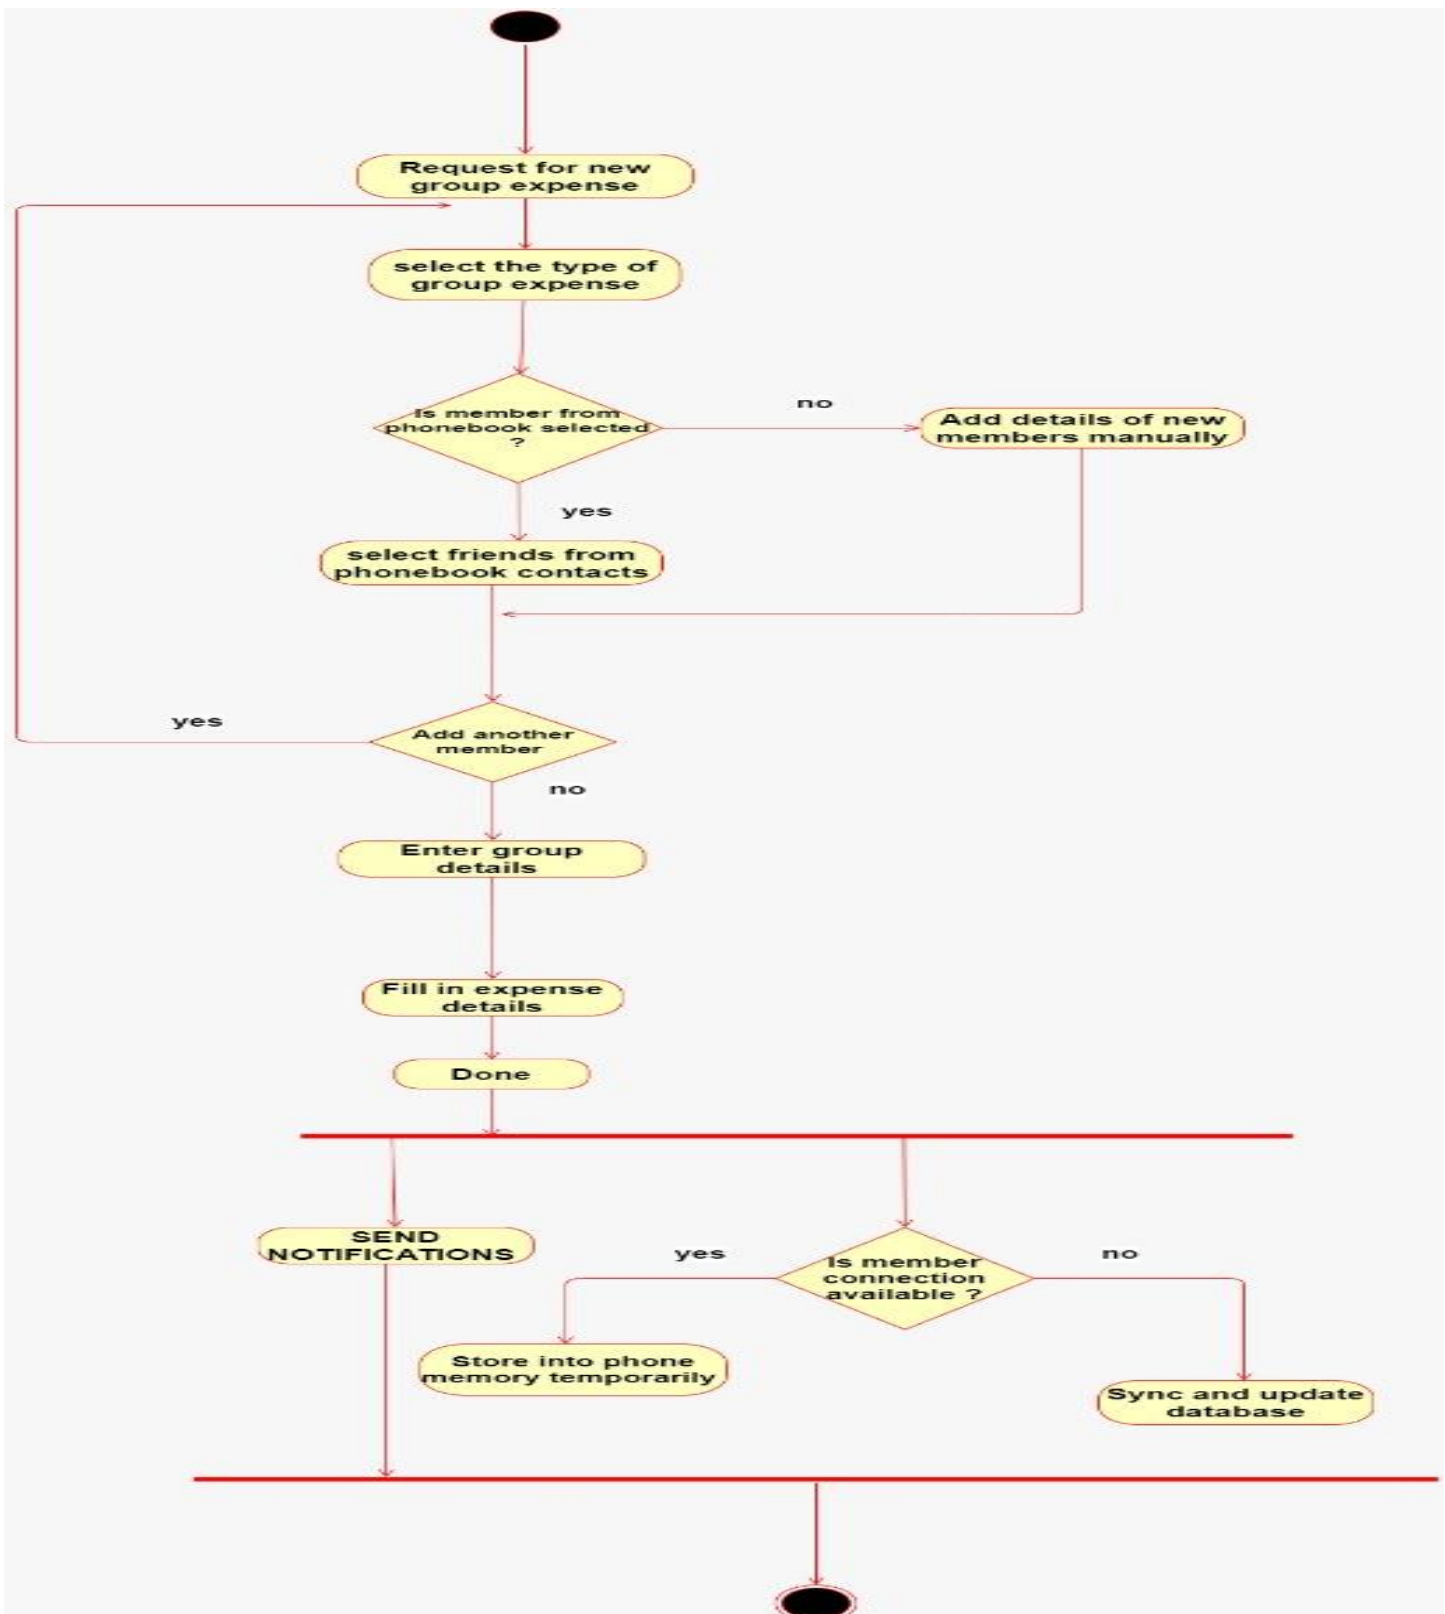 Request for new
group expense
select the type of
group expense
Is member from
phonebook selected
?
no
Add details of new
members manually
yes
select friends from
phonebook contacts
yes
Add another
member
no
Enter group
details
Fill in expense
details
Done
SEND
NOTIFICATIONS
yes
Is member
connection
available ?
no
Store into phone
memory temporarily
Sync and update
database